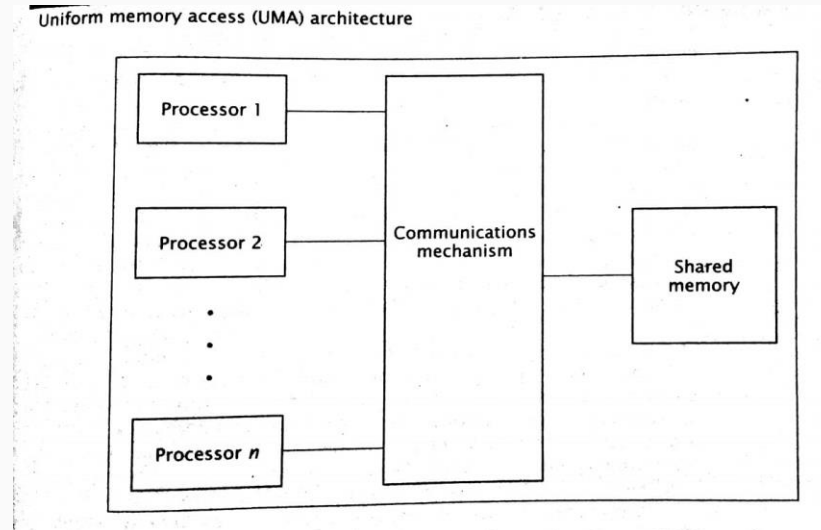 Uniform memory access (UMA) architecture
Processor 1
Processor 2
Communications
mechanism
Shared
memory
Processor n